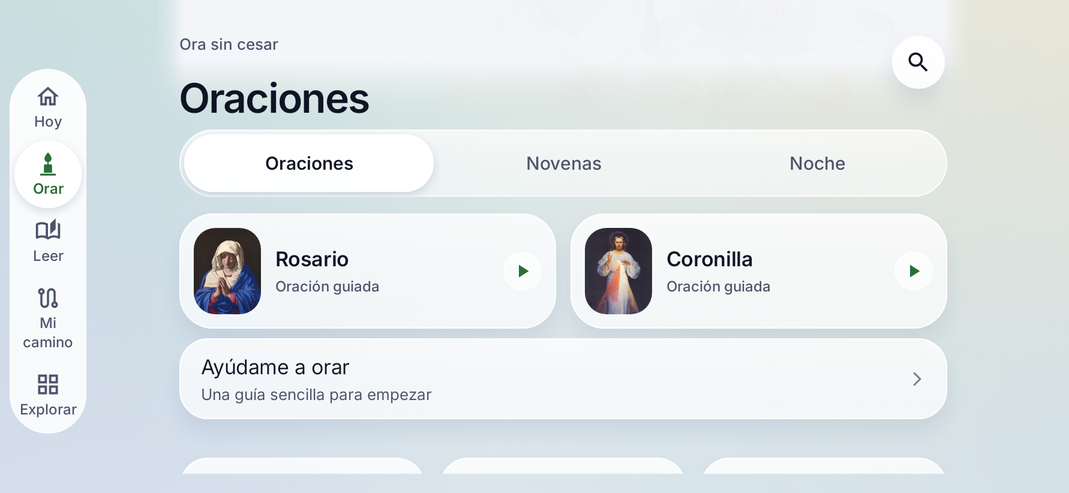 Ora sin cesar
Oraciones
Hoy
Orar
Leer
Mi
camino
Explorar
Oraciones
Novenas
Noche
Rosario
Oración guiada
Coronilla
Oración guiada
Ayúdame a orar
Una guía sencilla para empezar